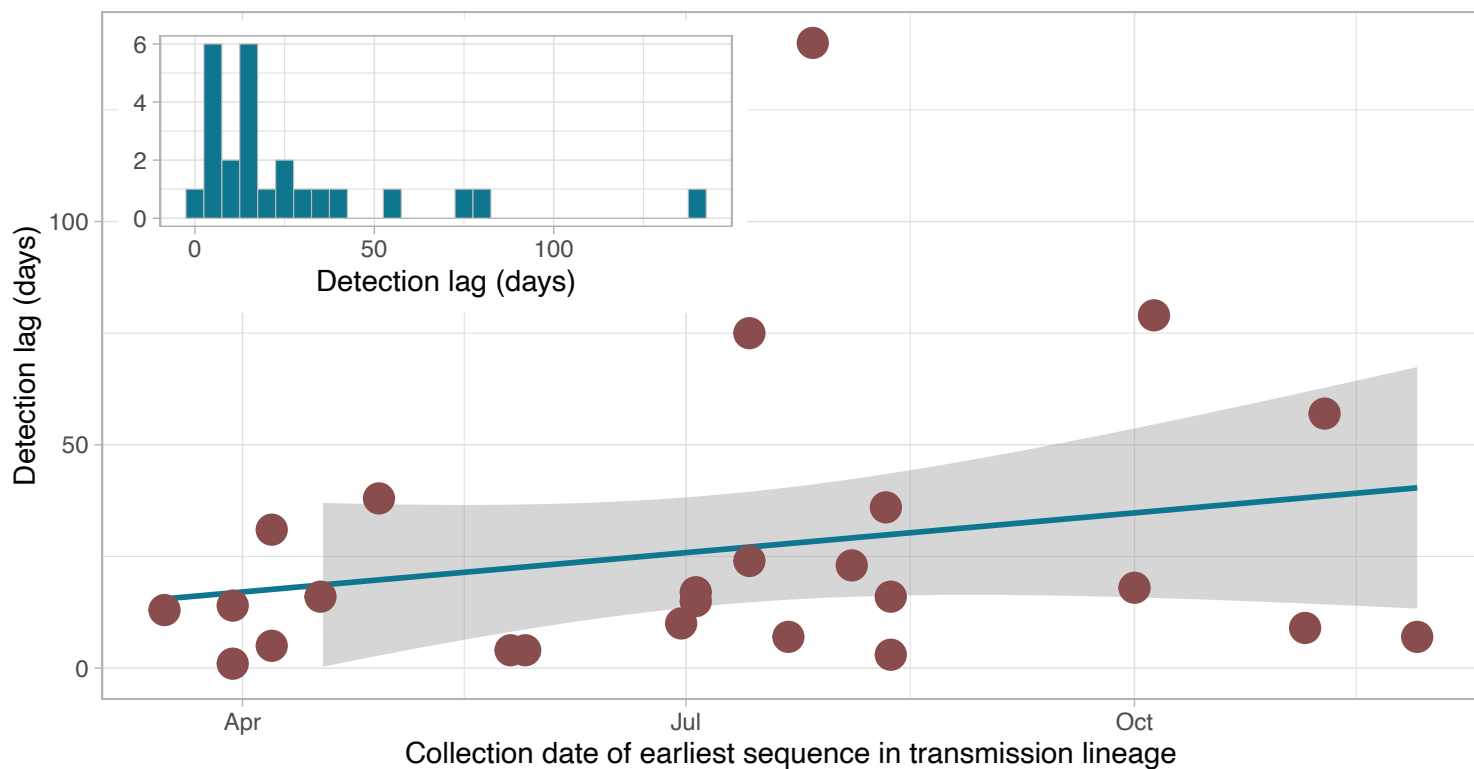 6
4
2
0
0 50 100
Detection lag (days)
Detection lag (days)
100
50
0
Apr Jul Oct
Collection date of earliest sequence in transmission lineage